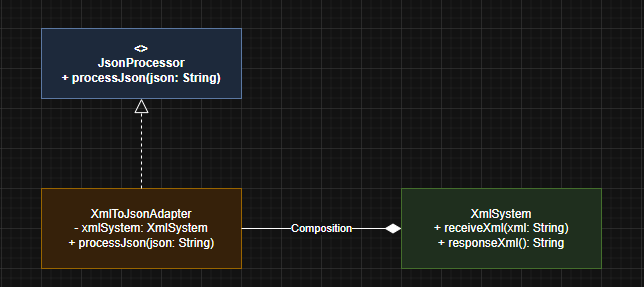 <>
JsonProcessor
+ processJson(json: String)
XmlToJsonAdapter
- xmlSystem: XmlSystem
+ processJson(json: String)
Composition
XmlSystem
+ receiveXml(xml: String)
+ responseXml(): String